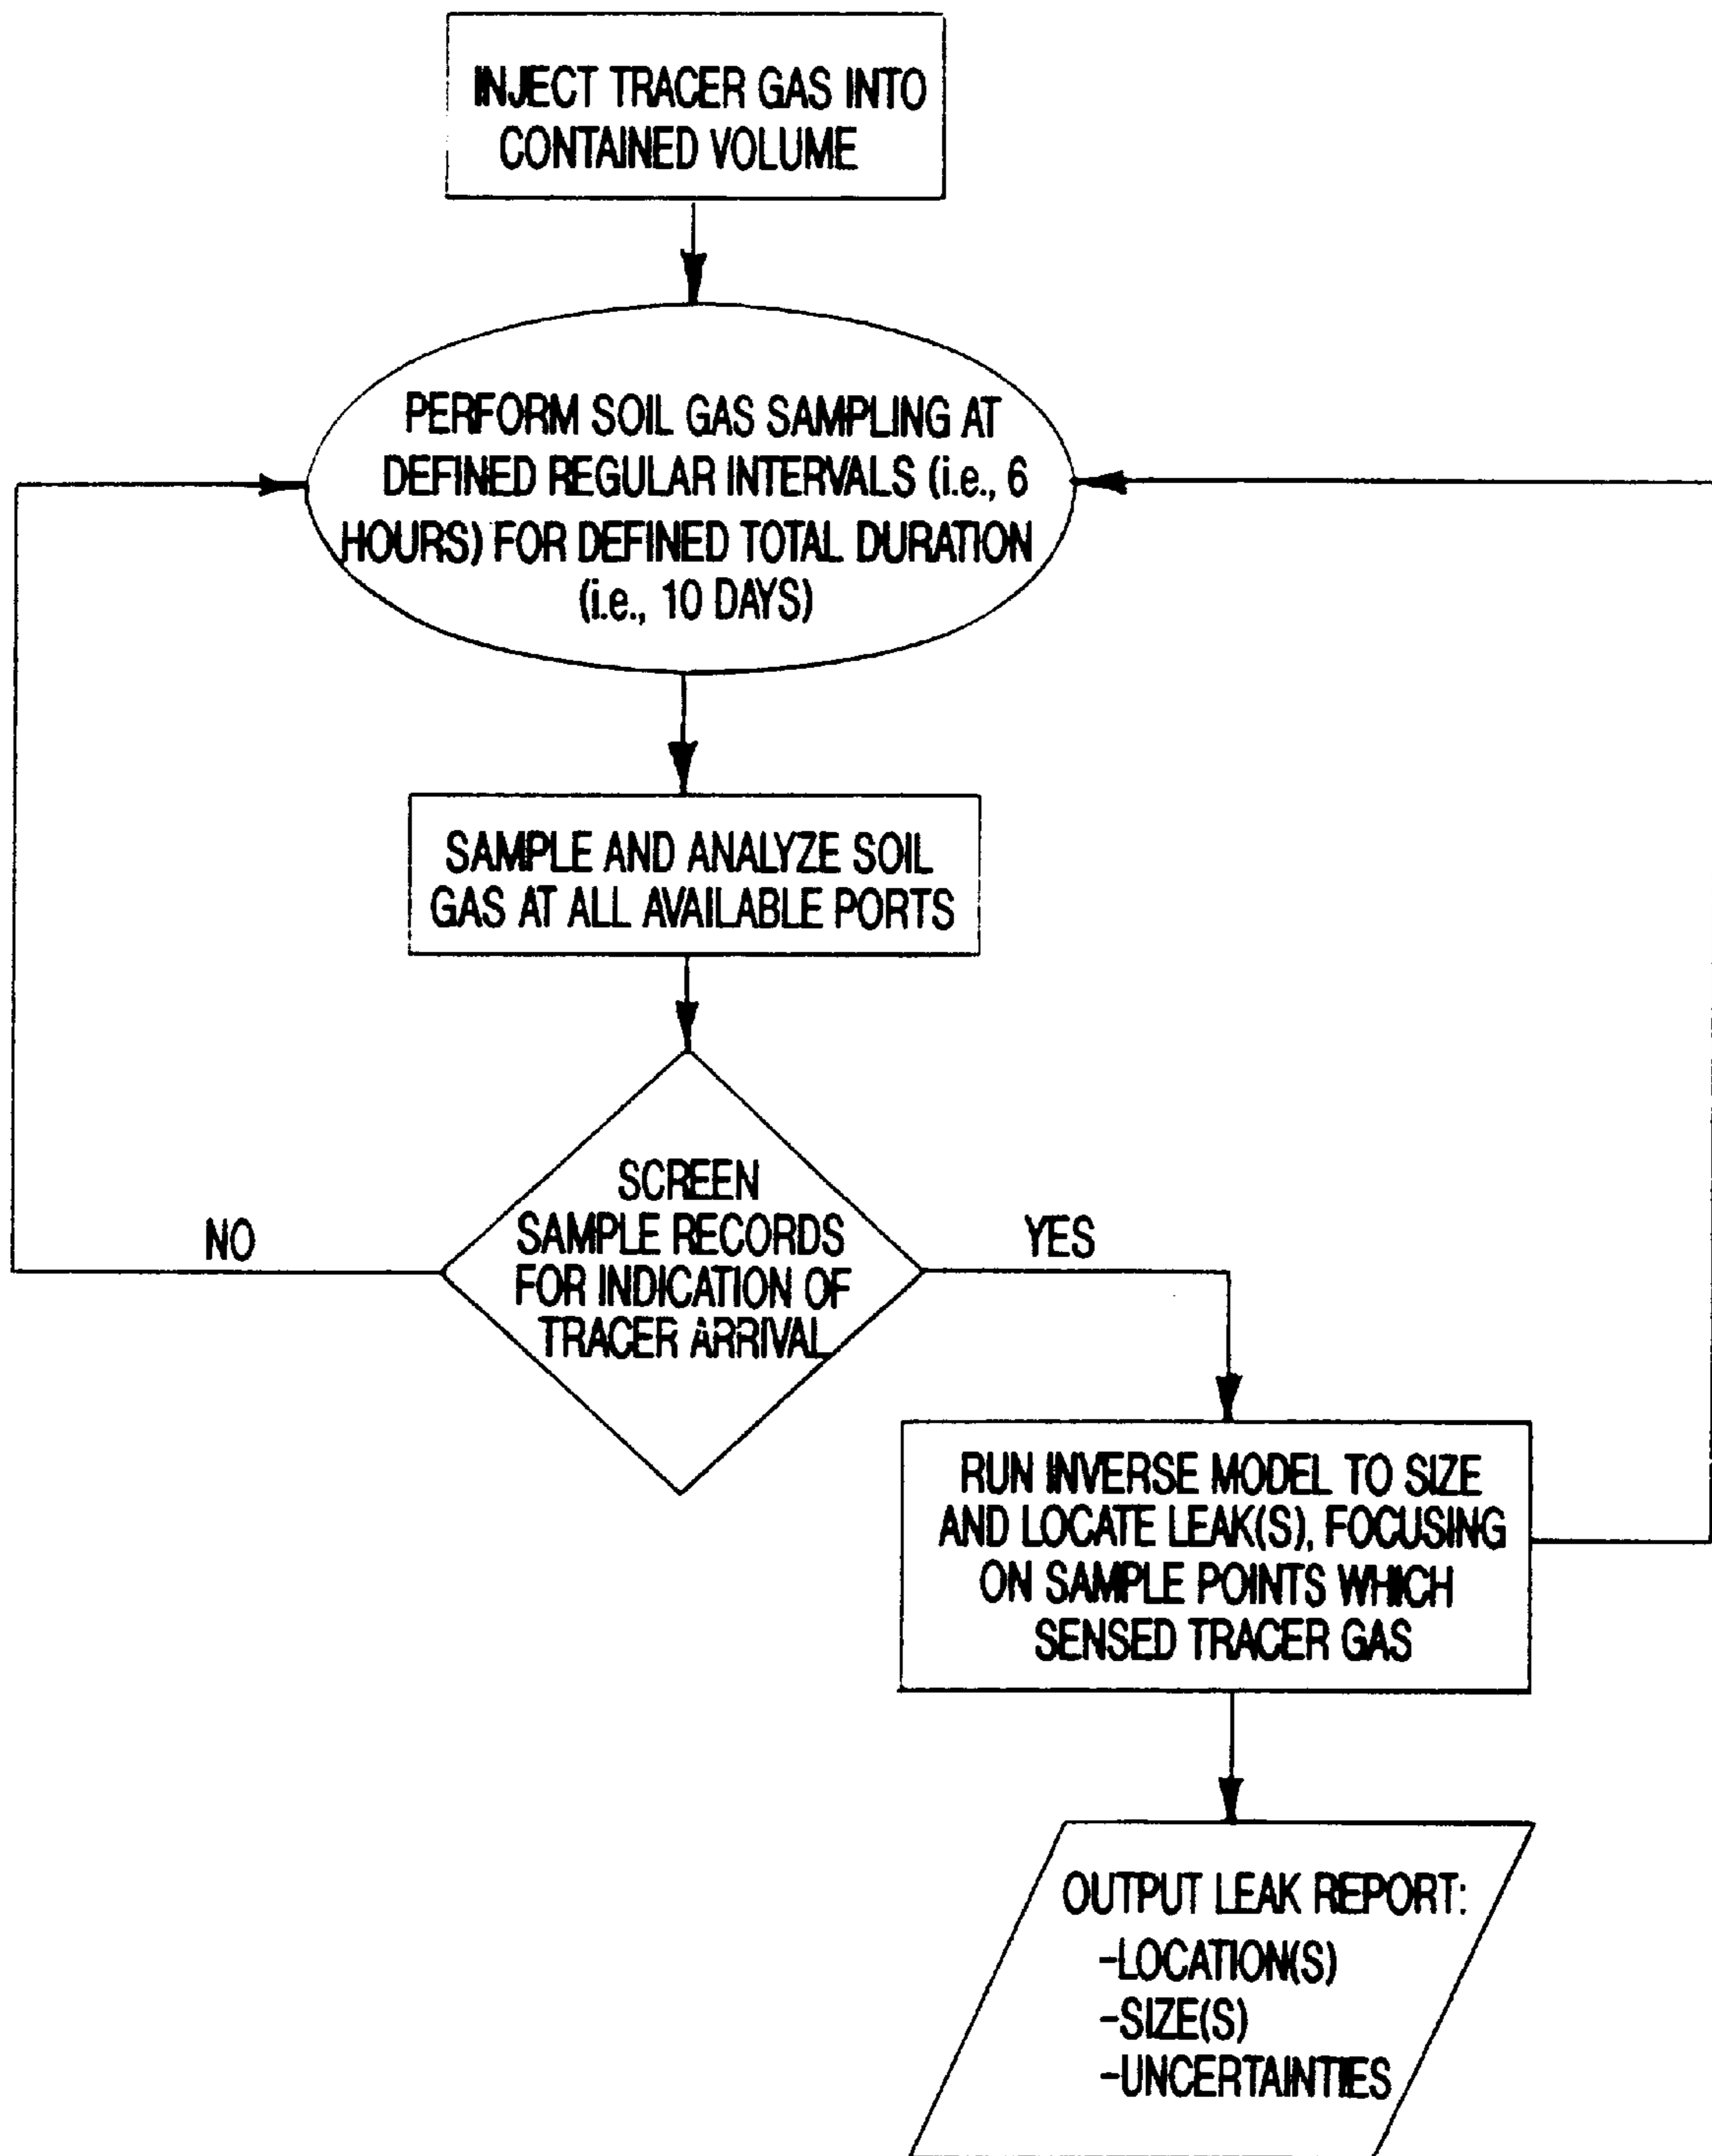 INJECT TRACER GAS INTO
CONTAINED VOLUME
PERFORM SOIL GAS SAMPLING AT
DEFINED REGULAR INTERVALS (i.e., 6
HOURS) FOR DEFINED TOTAL DURATION
(i.e., 10 DAYS)
SAMPLE AND ANALYZE SOIL
GAS AT ALL AVAILABLE PORTS
SCREEN
SAMPLE RECORDS
FOR INDICATION OF
TRACER ARRIVAL
NO
YES
RUN INVERSE MODEL TO SIZE
AND LOCATE LEAK(S), FOCUSING
ON SAMPLE POINTS WHICH
SENSED TRACER GAS
OUTPUT LEAK REPORT:
-LOCATION(S)
-SIZE(S)
-UNCERTAINTIES